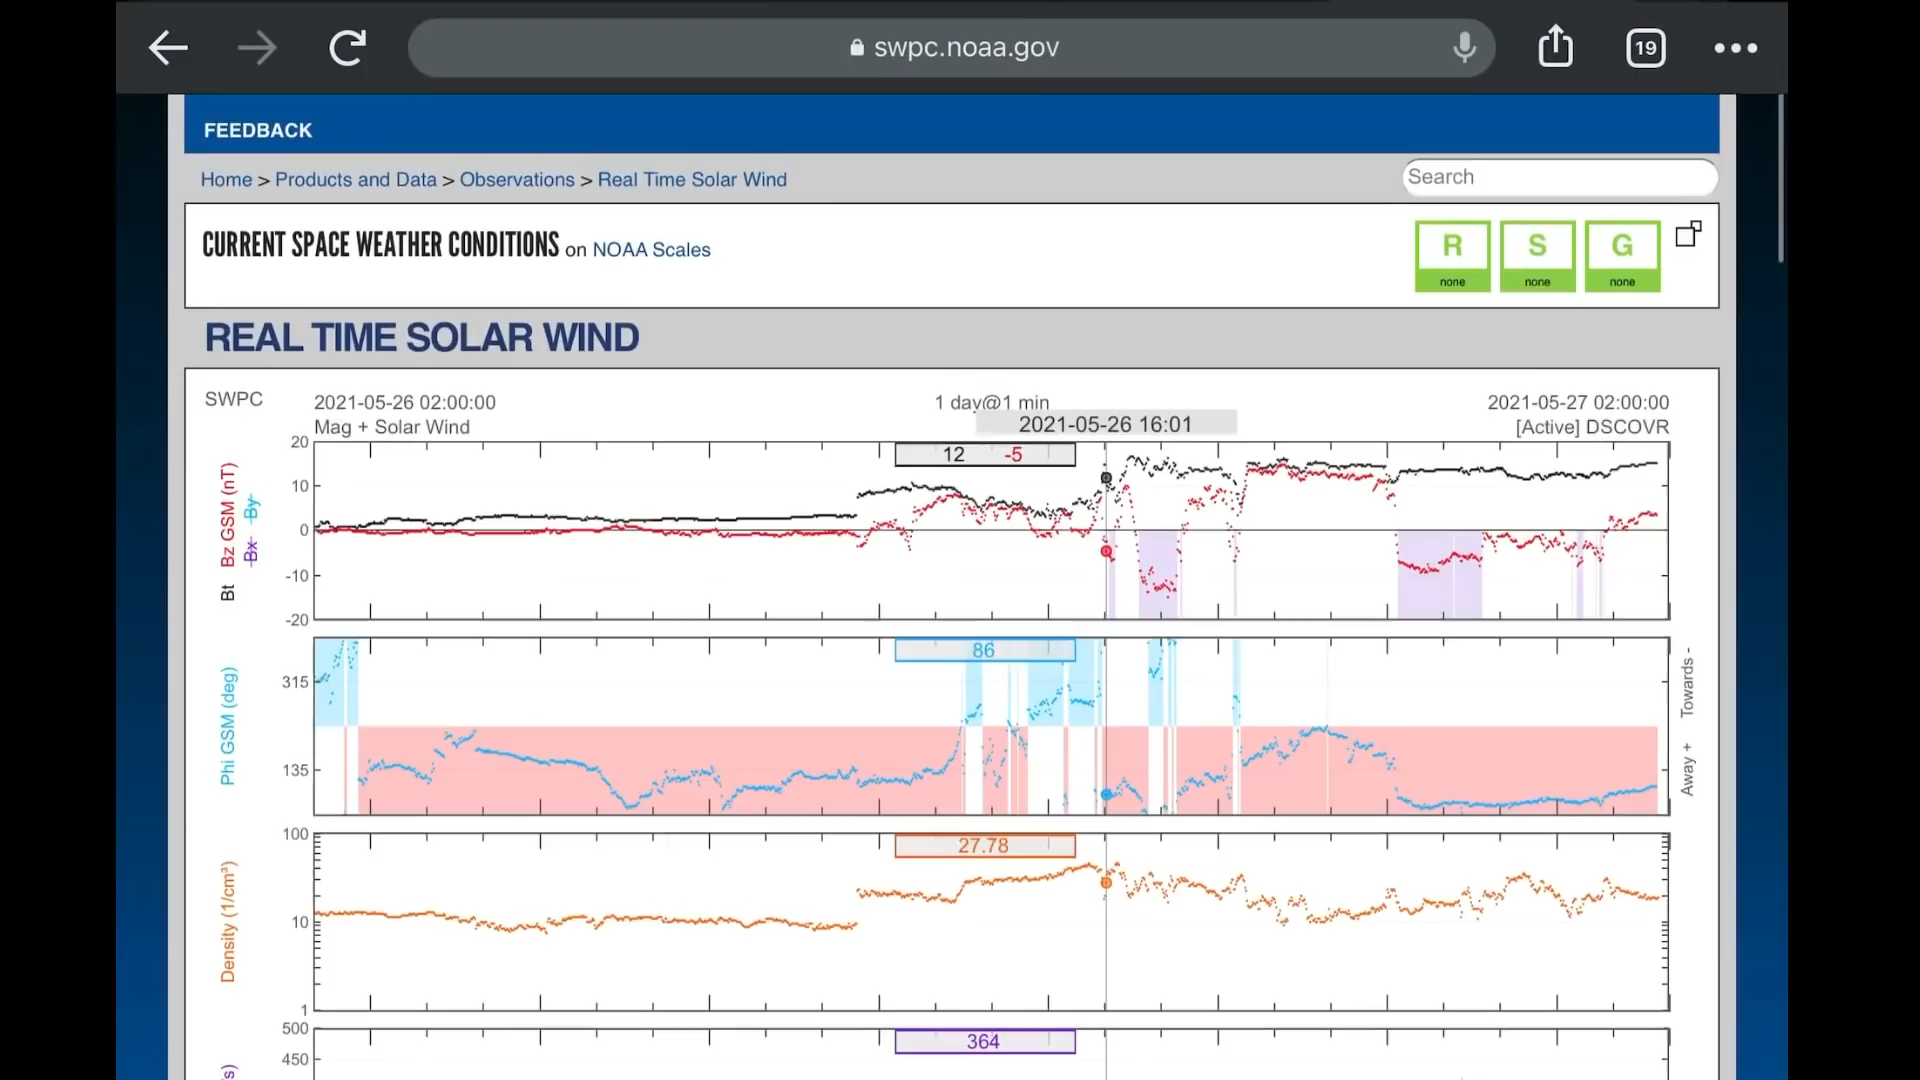 swpc.noaa.gov
19
FEEDBACK
Home > Products and Data > Observations > Real Time Solar Wind
Search
CURRENT SPACE WEATHER CONDITIONS on NOAA Scales
R S G
none none none
REAL TIME SOLAR WIND
SWPC
2021-05-26 02:00:00
1 day@1 min
2021-05-27 02:00:00
Mag + Solar Wind
2021-05-26 16:01
[Active] DSCOVR
20
12 -5
10
0
-10
-20
Bt Bz GSM (nT)
Bx By
86
315
135
Phi GSM (deg)
Away + Towards -
100
27.78
10
1
Density (1/cm³)
500
364
450
s)